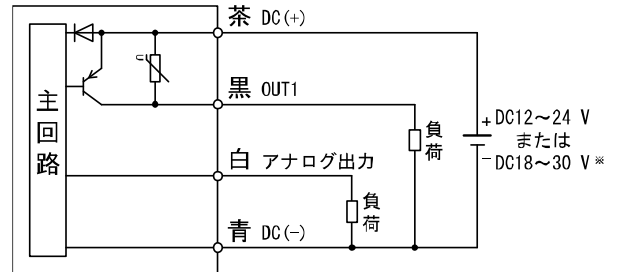 茶 DC(+)
主回路
U
黒 OUT1
+ DC12～24 V
または
− DC18～30 V ※
負荷
白 アナログ出力
負荷
青 DC(−)